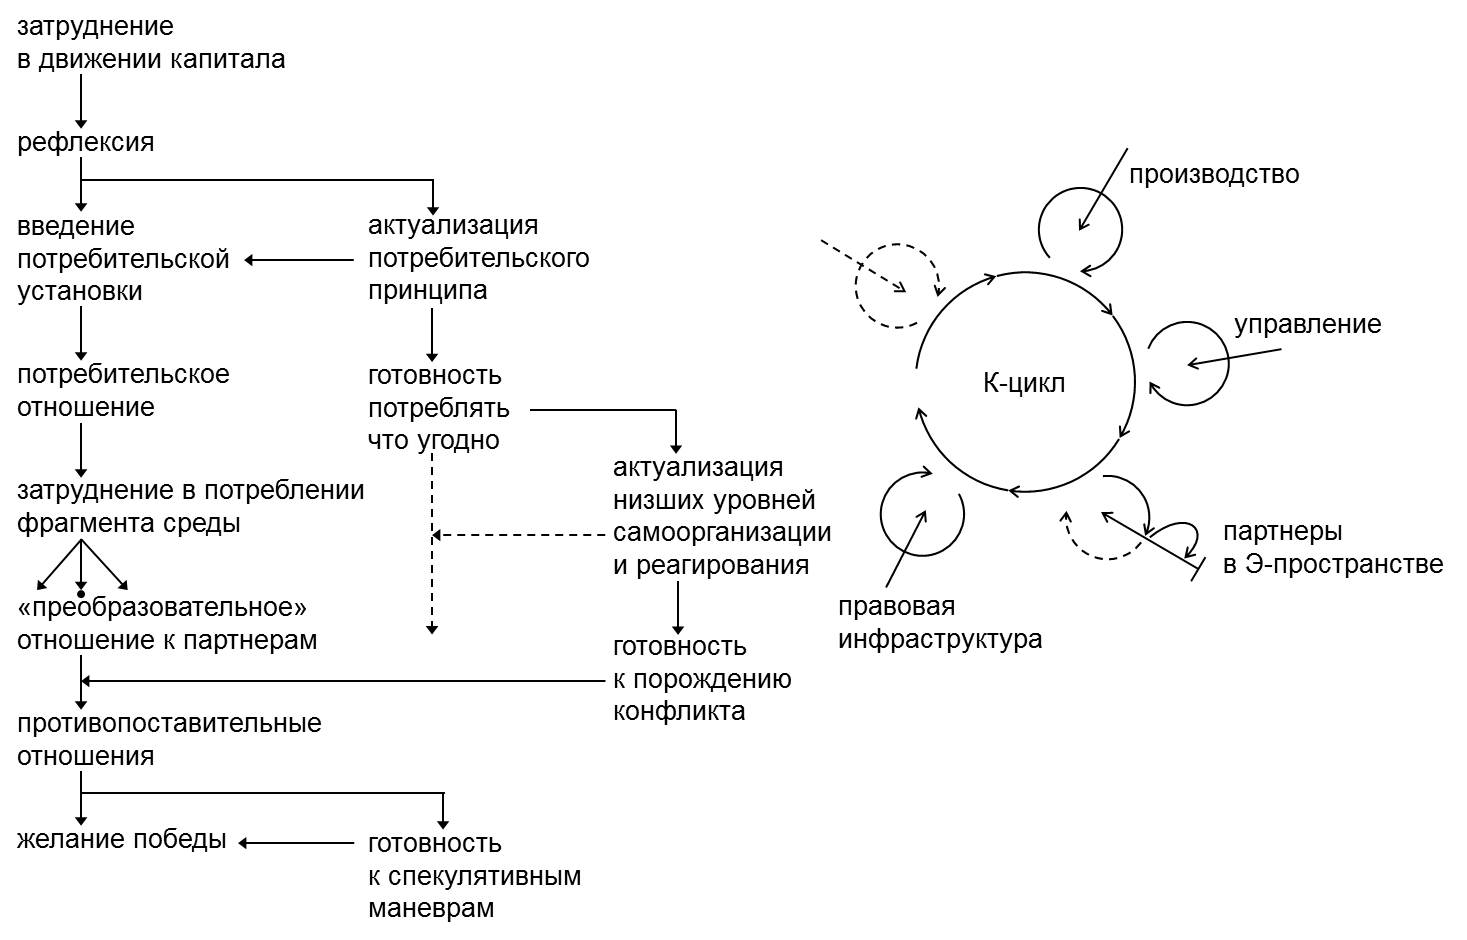 затруднение
в движении капитала
рефлексия
введение
потребительской
установки
актуализация
потребительского
принципа
потребительское
отношение
готовность
потреблять
что угодно
затруднение в потреблении
фрагмента среды
актуализация
низших уровней
самоорганизации
и реагирования
«преобразовательное»
отношение к партнерам
готовность
к порождению
конфликта
противопоставительные
отношения
желание победы
готовность
к спекулятивным
маневрам
производство
управление
К-цикл
партнеры
в Э-пространстве
правовая
инфраструктура